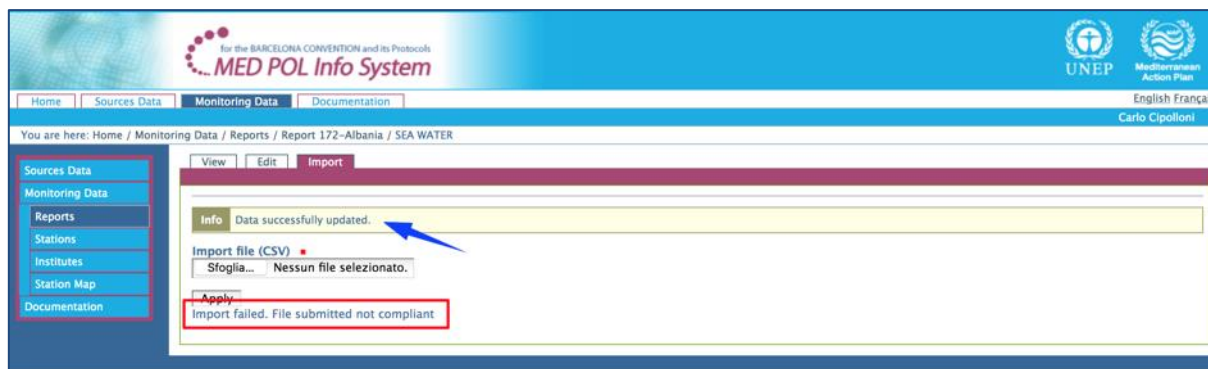 for the BARCELONA CONVENTION and its Protocols
MED POL Info System
UNEP
Mediterranean
Action Plan
Home Sources Data Monitoring Data Documentation
English França
Carlo Cipolloni
You are here: Home / Monitoring Data / Reports / Report 172-Albania / SEA WATER
Sources Data
Monitoring Data
Reports
Stations
Institutes
Station Map
Documentation
View Edit Import
Info Data successfully updated.
Import file (CSV)
Sfoglia... Nessun file selezionato.
Apply
Import failed. File submitted not compliant